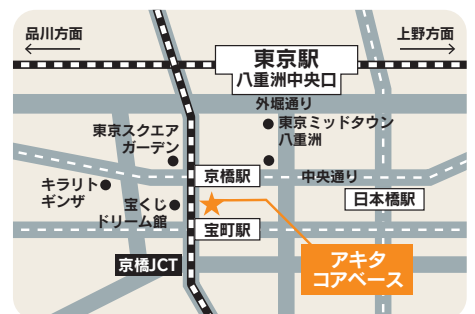 品川方面
上野方面
東京駅
八重洲中央口
外堀通り
東京スクエア
ガーデン
東京ミッドタウン
八重洲
京橋駅
中央通り
キラリト
ギンザ
宝くじ
ドリーム館
日本橋駅
宝町駅
京橋JCT
アキタ
コアベース